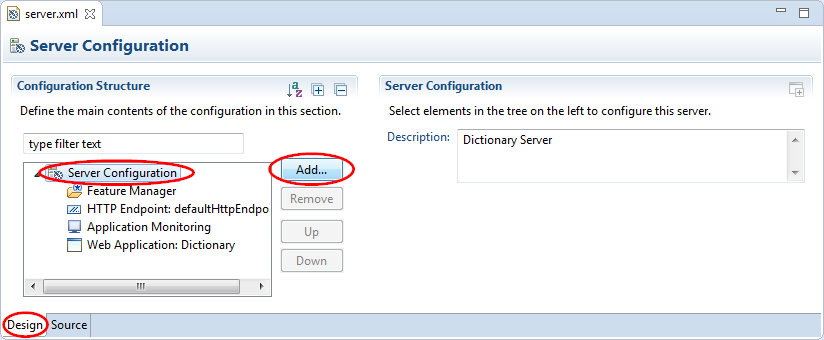 server.xml
Server Configuration
Configuration Structure
Define the main contents of the configuration in this section.
type filter text
Server Configuration
Feature Manager
HTTP Endpoint: defaultHttpEndpo
Application Monitoring
Web Application: Dictionary
Add...
Remove
Up
Down
Server Configuration
Select elements in the tree on the left to configure this server.
Description: Dictionary Server
Design Source